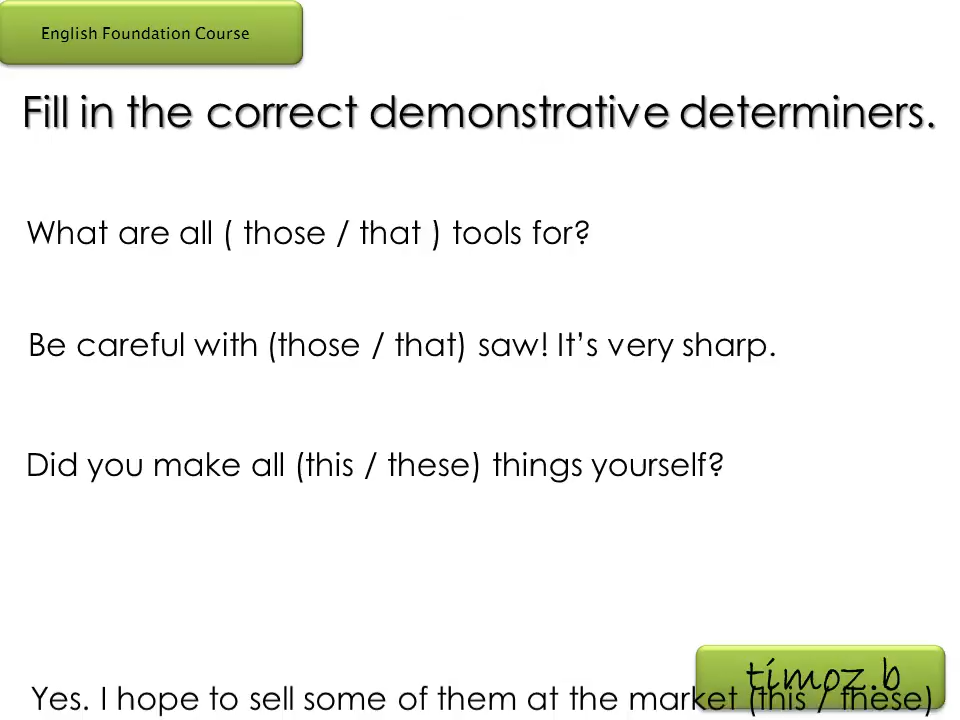 English Foundation Course
Fill in the correct demonstrative determiners.
What are all ( those / that ) tools for?
Be careful with (those / that) saw! It’s very sharp.
Did you make all (this / these) things yourself?
timoz.b
Yes. I hope to sell some of them at the market (this / these)